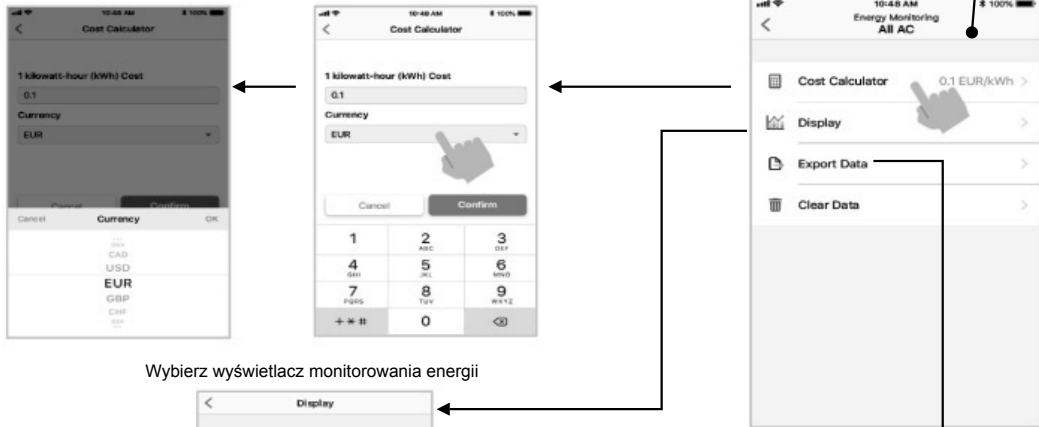 10:48 AM
100%
Cost Calculator
1 kilowatt-hour (kWh) Cost
0.1
Currency
EUR
Cancel
Confirm
Cancel
Currency
OK
CAD
USD
EUR
GBP
CHF
10:48 AM
100%
Cost Calculator
1 kilowatt-hour (kWh) Cost
0.1
Currency
EUR
Cancel
Confirm
1
2
ABC
3
DEF
4
GHI
5
JKL
6
MNO
7
PQRS
8
TUV
9
WXYZ
+ * #
0
10:48 AM
100%
Energy Monitoring
All AC
Cost Calculator
0.1 EUR/kWh
Display
Export Data
Clear Data
Wybierz wyświetlacz monitorowania energii
Display